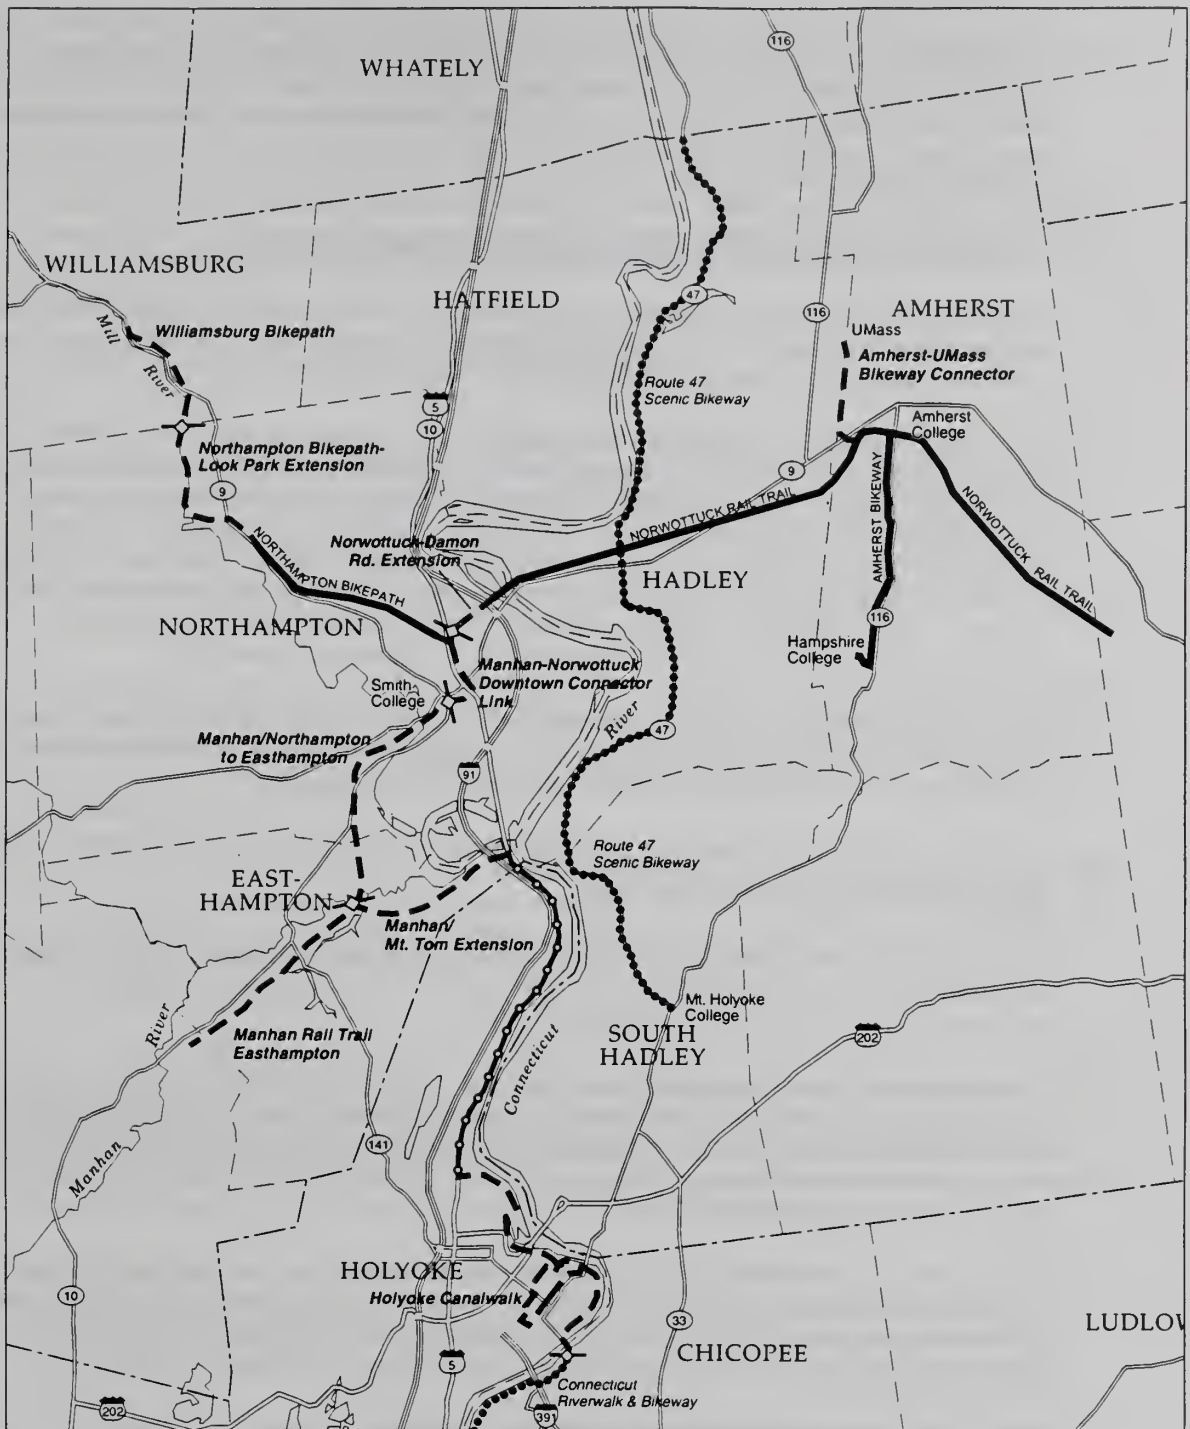 116
WHATELY
WILLIAMSBURG
Mill
River
Williamsburg Bikepath
HATFIELD
47
116
AMHERST
UMass
Amherst-UMass
Bikeway Connector
Route 47
Scenic Bikeway
5
10
Amherst
College
Northampton Bikepath-
Look Park Extension
9
9
NORWOTTUCK RAIL TRAIL
AMHERST BIKEWAY
NORWOTTUCK RAIL TRAIL
Norwottuck-Damon
Rd. Extension
NORTHAMPTON BIKEPATH
HADLEY
NORTHAMPTON
116
Hampshire
College
Manhan-Norwottuck
Downtown Connector
Link
Smith
College
River
47
Manhan/Northampton
to Easthampton
91
Route 47
Scenic Bikeway
EAST-
HAMPTON
Manhan/
Mt. Tom Extension
Mt. Holyoke
College
SOUTH
HADLEY
202
River
Manhan Rail Trail
Easthampton
Connecticut
141
Manhan
HOLYOKE
Holyoke Canalwalk
10
33
LUDLOW
CHICOPEE
5
Connecticut
Riverwalk & Bikeway
202
391